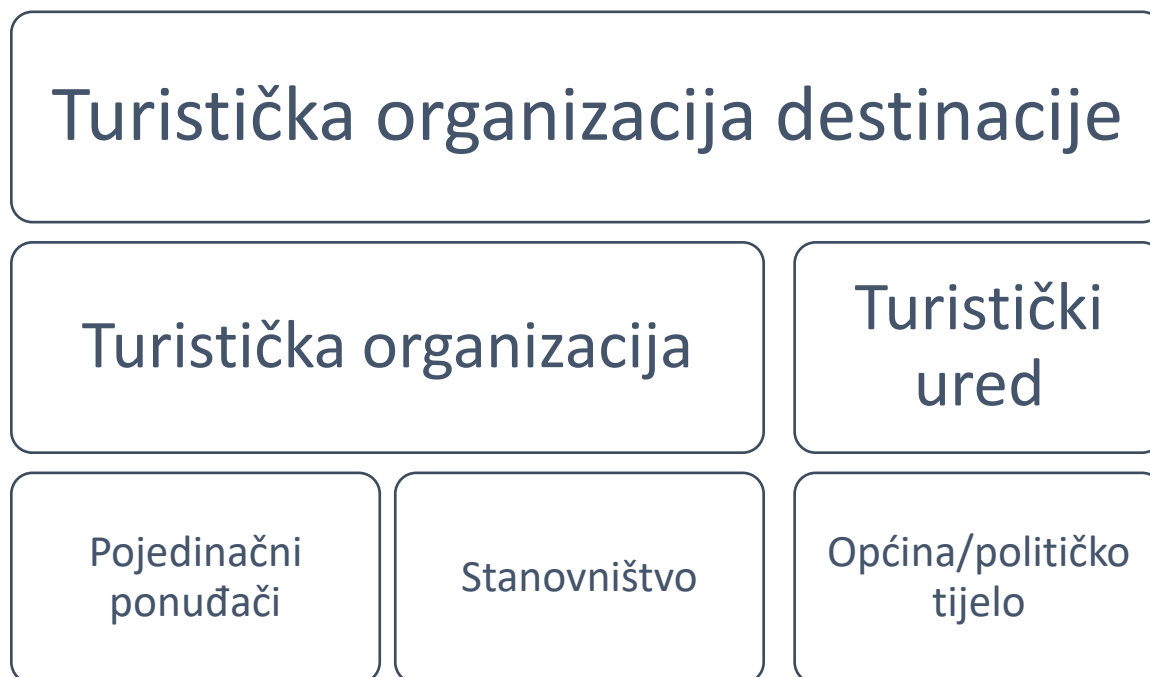 Turistička organizacija destinacije
Turistička organizacija
Turistički
ured
Pojedinačni
ponuđači
Stanovništvo
Općina/političko
tijelo